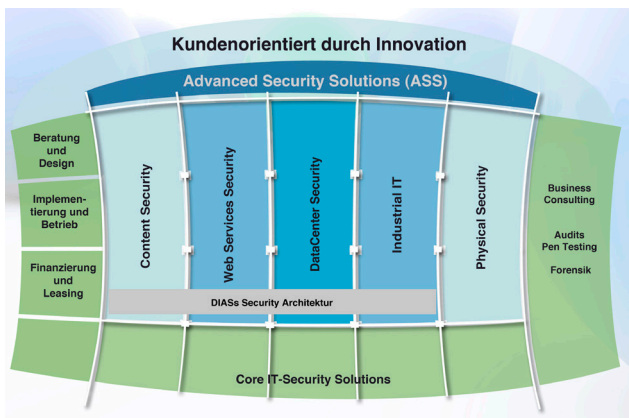 Kundenorientiert durch Innovation
Advanced Security Solutions (ASS)
Beratung
und
Design
Implemen-
tierung und
Betrieb
Finanzierung
und
Leasing
Content Security
Web Services Security
DataCenter Security
Industrial IT
Physical Security
Business
Consulting
Audits
Pen Testing
Forensik
DIASs Security Architektur
Core IT-Security Solutions